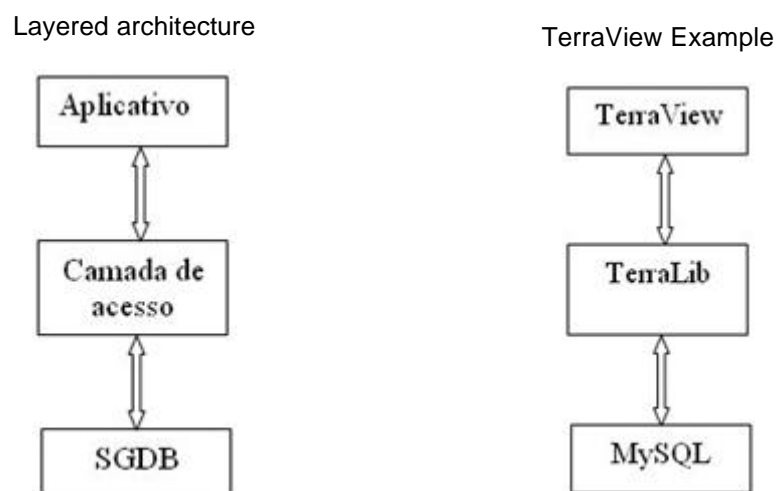 Layered architecture
TerraView Example
Aplicativo
Camada de
acesso
SGDB
TerraView
TerraLib
MySQL